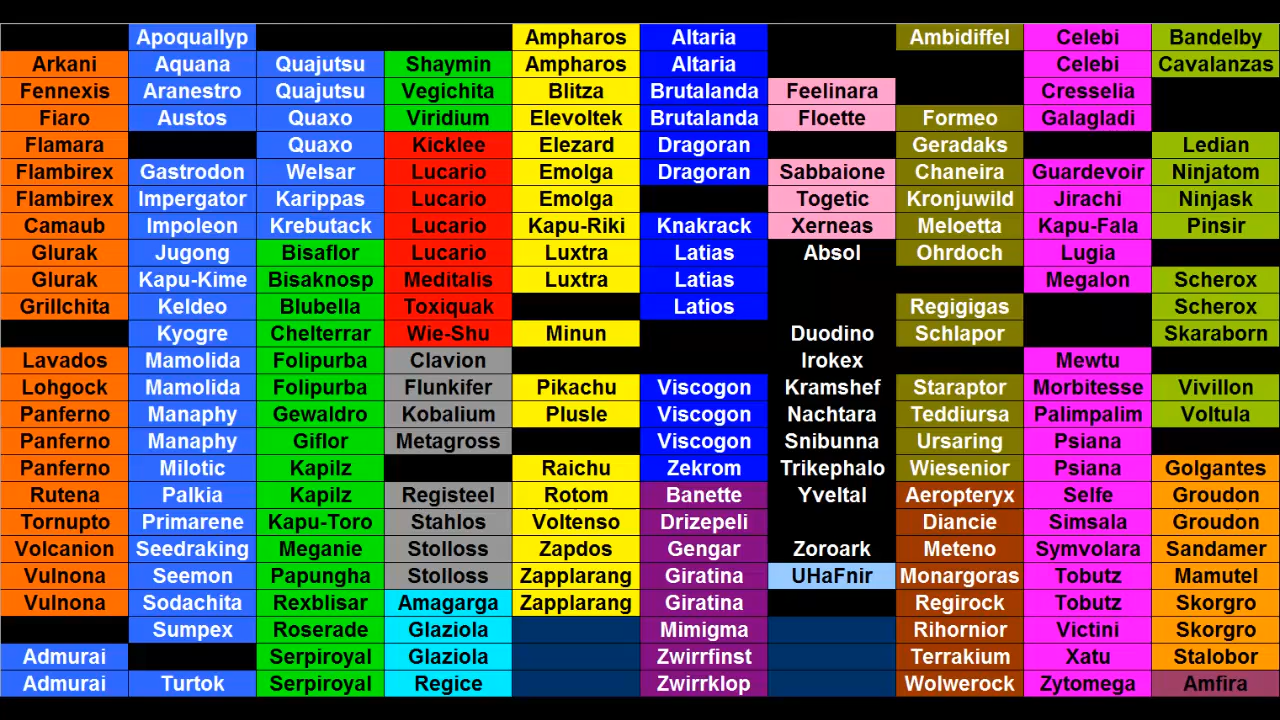 Apoquallyp Ampharos Altaria Ambidiffel Celebi Bandelby
Arkani Aquana Quajutsu Shaymin Ampharos Altaria Celebi Cavalanzas
Fennexis Aranestro Quajutsu Vegichita Blitza Brutalanda Feelinara Cresselia
Fiaro Austos Quaxo Viridium Elevoltek Brutalanda Floette Formeo Galagladi
Flamara Quaxo Kicklee Elezard Dragoran Geradaks Ledian
Flambirex Gastrodon Welsar Lucario Emolga Dragoran Sabbaione Chaneira Guardevoir Ninjatom
Flambirex Impergator Karippas Lucario Emolga Togetic Kronjuwild Jirachi Ninjask
Camaub Impoleon Krebutack Lucario Kapu-Riki Knakrack Xerneas Meloetta Kapu-Fala Pinsir
Glurak Jugong Bisaflor Lucario Luxtra Latias Absol Ohrdoch Lugia
Glurak Kapu-Kime Bisaknosp Meditalis Luxtra Latias Megalon Scherox
Grillchita Keldeo Blubella Toxiquak Latios Regigigas Scherox
Kyogre Chelterrar Wie-Shu Minun Duodino Schlapor Skaraborn
Lavados Mamolida Folipurba Clavion Irokex Mewtu
Lohgock Mamolida Folipurba Flunkifer Pikachu Viscogon Kramshef Staraptor Morbitesse Vivillon
Panferno Manaphy Gewaldro Kobalium Plusle Viscogon Nachtara Teddiursa Palimpalim Voltula
Panferno Manaphy Giflor Metagross Viscogon Snibunna Ursaring Psiana
Panferno Milotic Kapilz Raichu Zekrom Trikephalo Wiesenior Psiana Golgantes
Rutena Palkia Kapilz Registeel Rotom Banette Yveltal Aeropteryx Selfe Groudon
Tornupto Primarene Kapu-Toro Stahlos Voltenso Drizepeli Diancie Simsala Groudon
Volcanion Seedraking Meganie Stolloss Zapdos Gengar Zoroark Meteno Symvolara Sandamer
Vulnona Seemon Papungha Stolloss Zapplarang Giratina UHaFnir Monargoras Tobutz Mamutel
Vulnona Sodachita Rexblisar Amagarga Zapplarang Giratina Regirock Tobutz Skorgro
Sumpex Roserade Glaziola Mimigma Rihornior Victini Skorgro
Admurai Serpiroyal Glaziola Zwirrfinst Terrakium Xatu Stalobor
Admurai Turtok Serpiroyal Regice Zwirrklop Wolwerock Zytomega Amfira